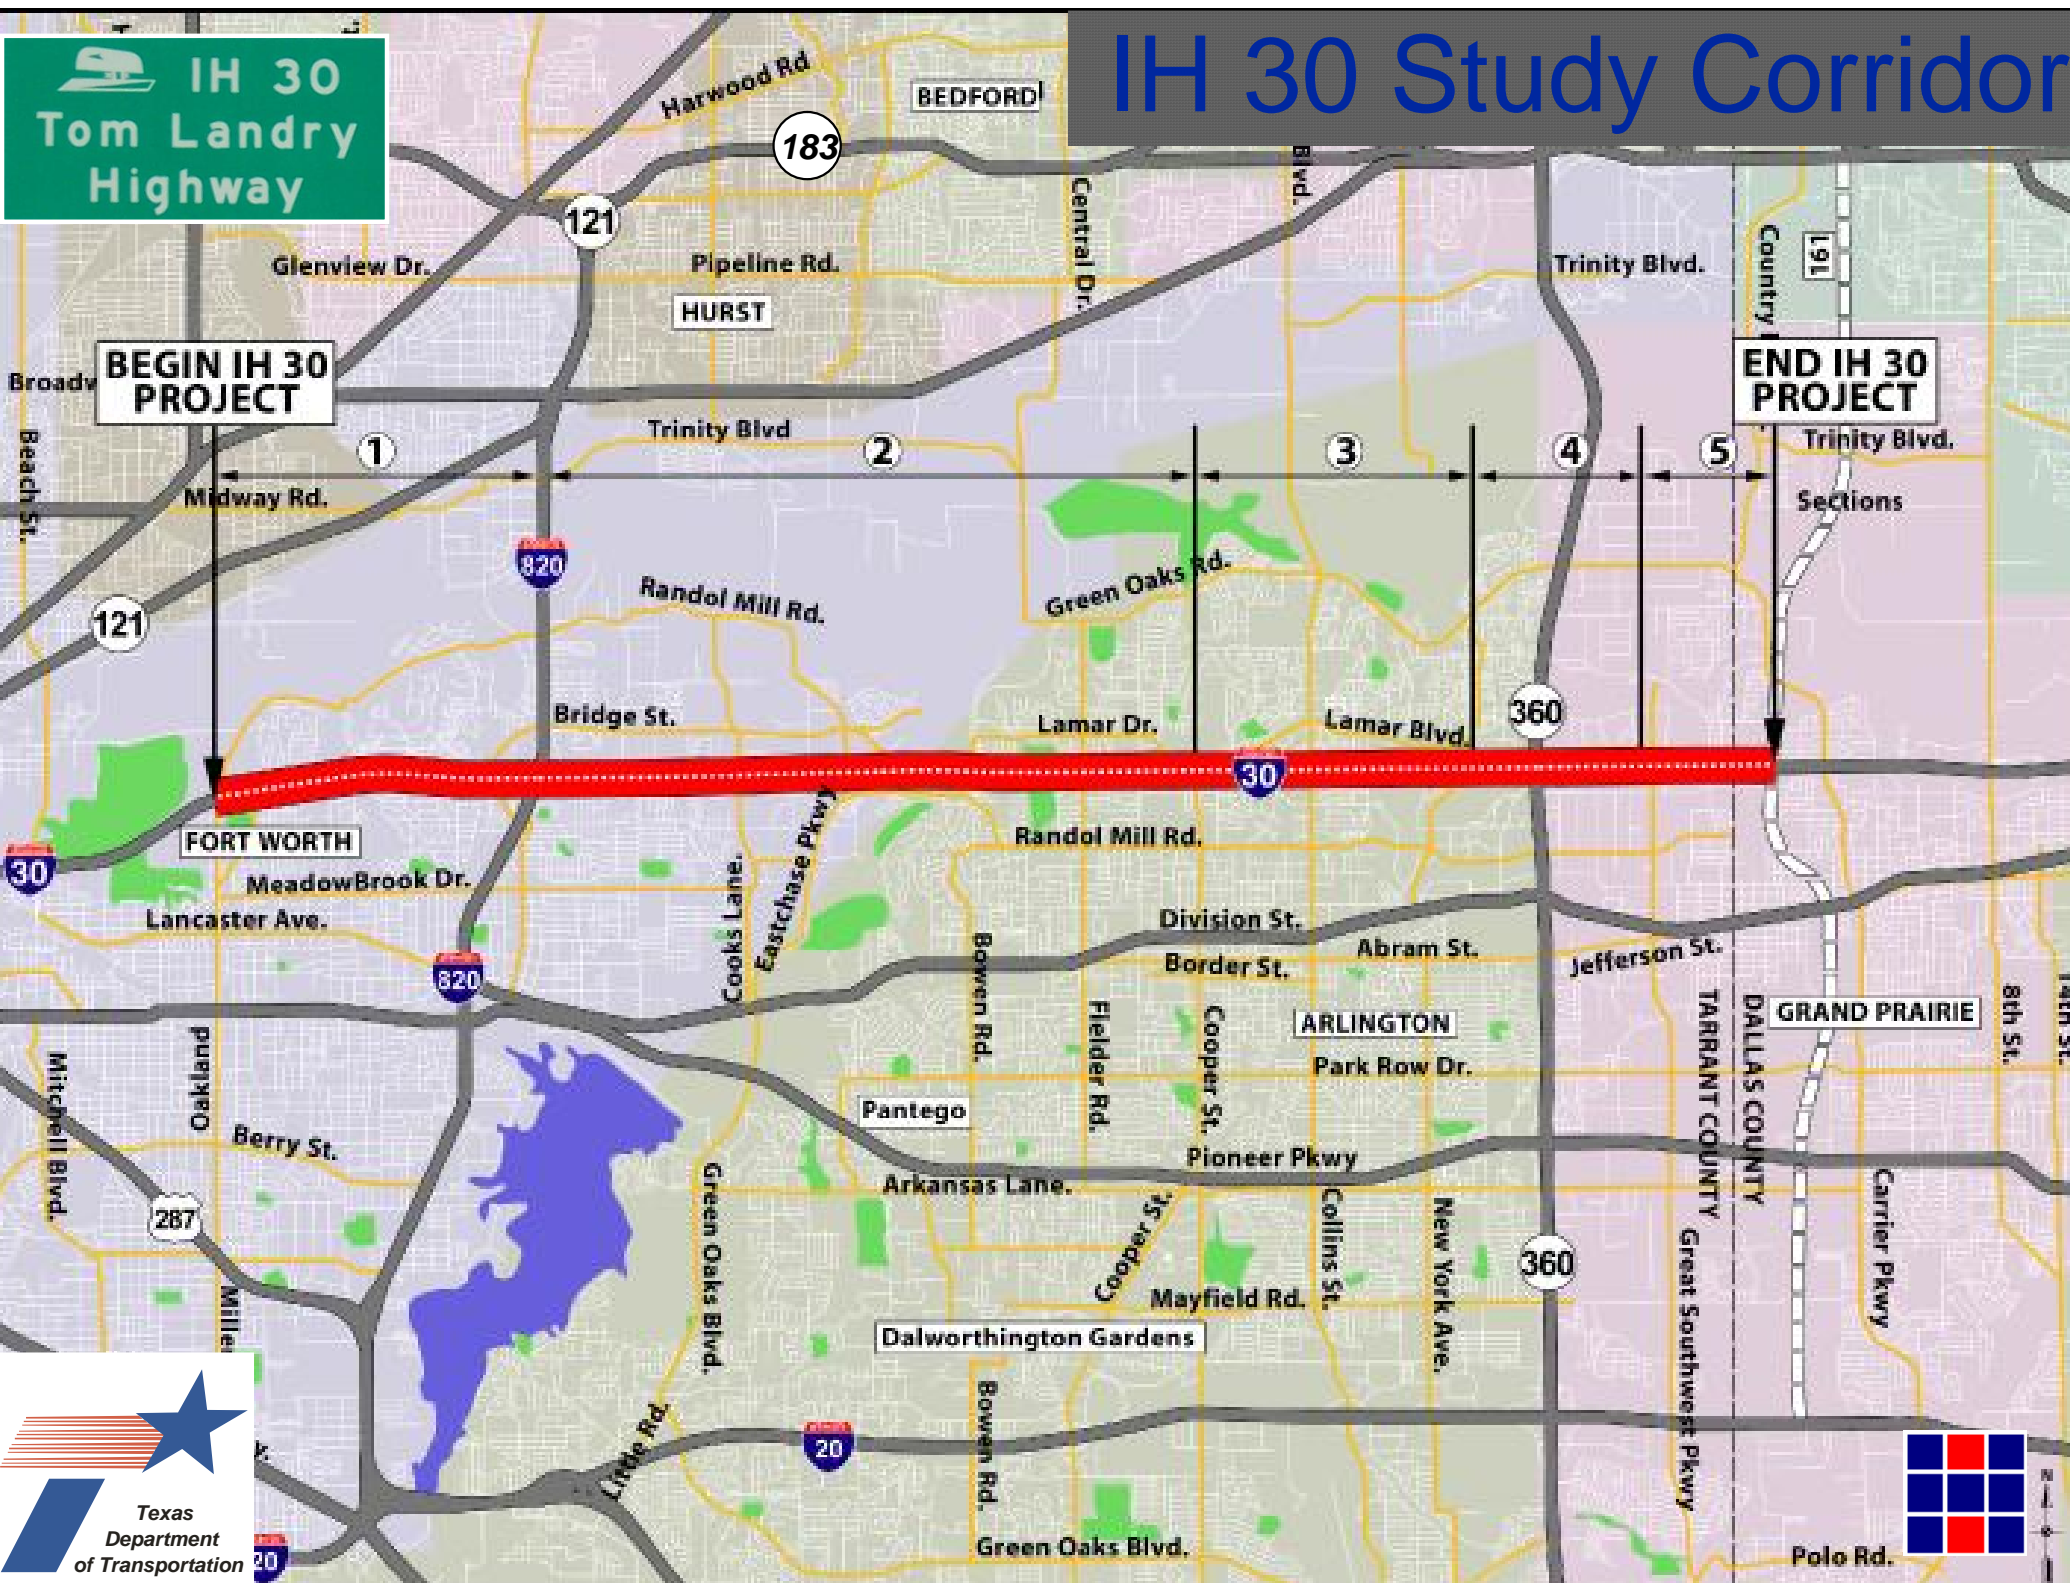 IH 30 Study Corridor
IH 30
Tom Landry
Highway
Harwood Rd
BEDFORD
183
121
Central Dr.
Blvd.
Glenview Dr.
Pipeline Rd.
Trinity Blvd.
161
Country
HURST
BEGIN IH 30
PROJECT
END IH 30
PROJECT
Broadv
Beach St.
Trinity Blvd
Trinity Blvd.
1
2
3
4
5
Midway Rd.
Sections
820
Randol Mill Rd.
Green Oaks Rd.
121
Bridge St.
Lamar Dr.
Lamar Blvd.
360
30
FORT WORTH
30
MeadowBrook Dr.
Lancaster Ave.
Cooks Lane.
Eastchase Pkwy
Randol Mill Rd.
Division St.
Abram St.
Border St.
Jefferson St.
820
Bowen Rd.
Fielder Rd.
Cooper St.
ARLINGTON
GRAND PRAIRIE
TARRANT COUNTY
DALLAS COUNTY
8th St.
14th St.
Mitchell Blvd.
Oakland
Park Row Dr.
Pantego
Berry St.
Pioneer Pkwy
Arkansas Lane.
287
Green Oaks Blvd.
Cooper St.
Collins St.
New York Ave.
360
Great Southwest Pkwy
Carrier Pkwy
Mille
Mayfield Rd.
Dalworthington Gardens
Little Rd.
20
Bowen Rd.
Green Oaks Blvd.
Polo Rd.
N
20
Texas
Department
of Transportation